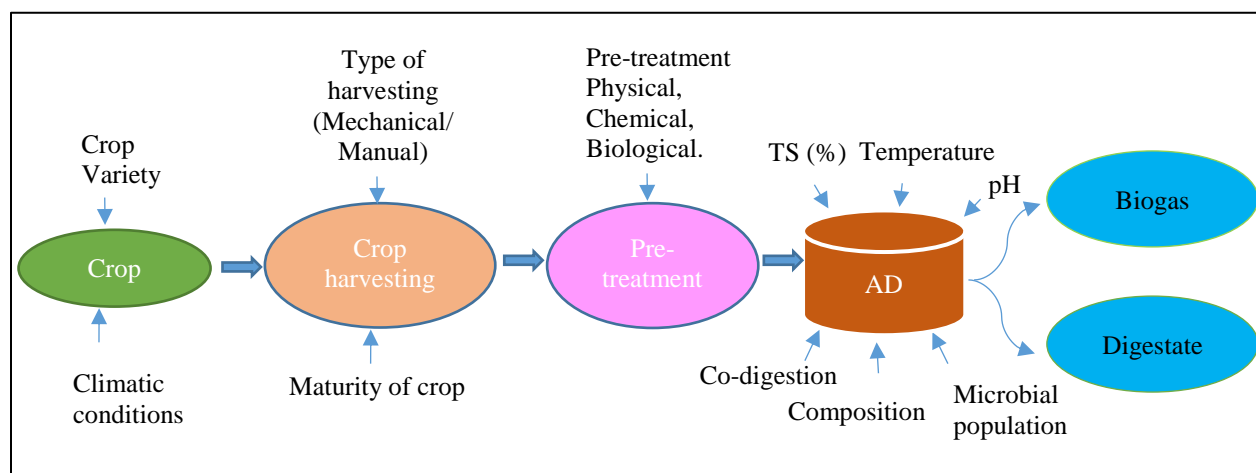 Crop
Variety
Crop
Climatic
conditions
Type of
harvesting
(Mechanical/
Manual)
Crop
harvesting
Maturity of crop
Pre-treatment
Physical,
Chemical,
Biological.
Pre-
treatment
TS (%)
Temperature
pH
AD
Co-digestion
Composition
Microbial
population
Biogas
Digestate